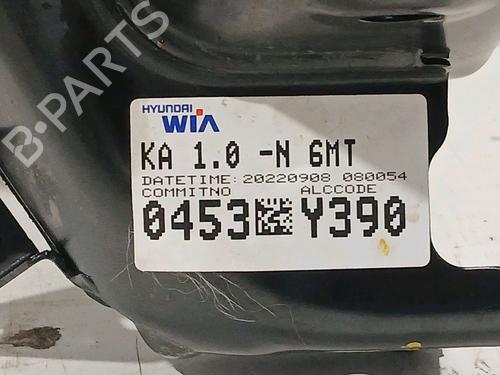 B-PARTS
HYUNDAI
WIA
KA 1.0 -N 6MT
DATETIME: 20220908 080054
COMMITNO ALCCODE
0453 Y390